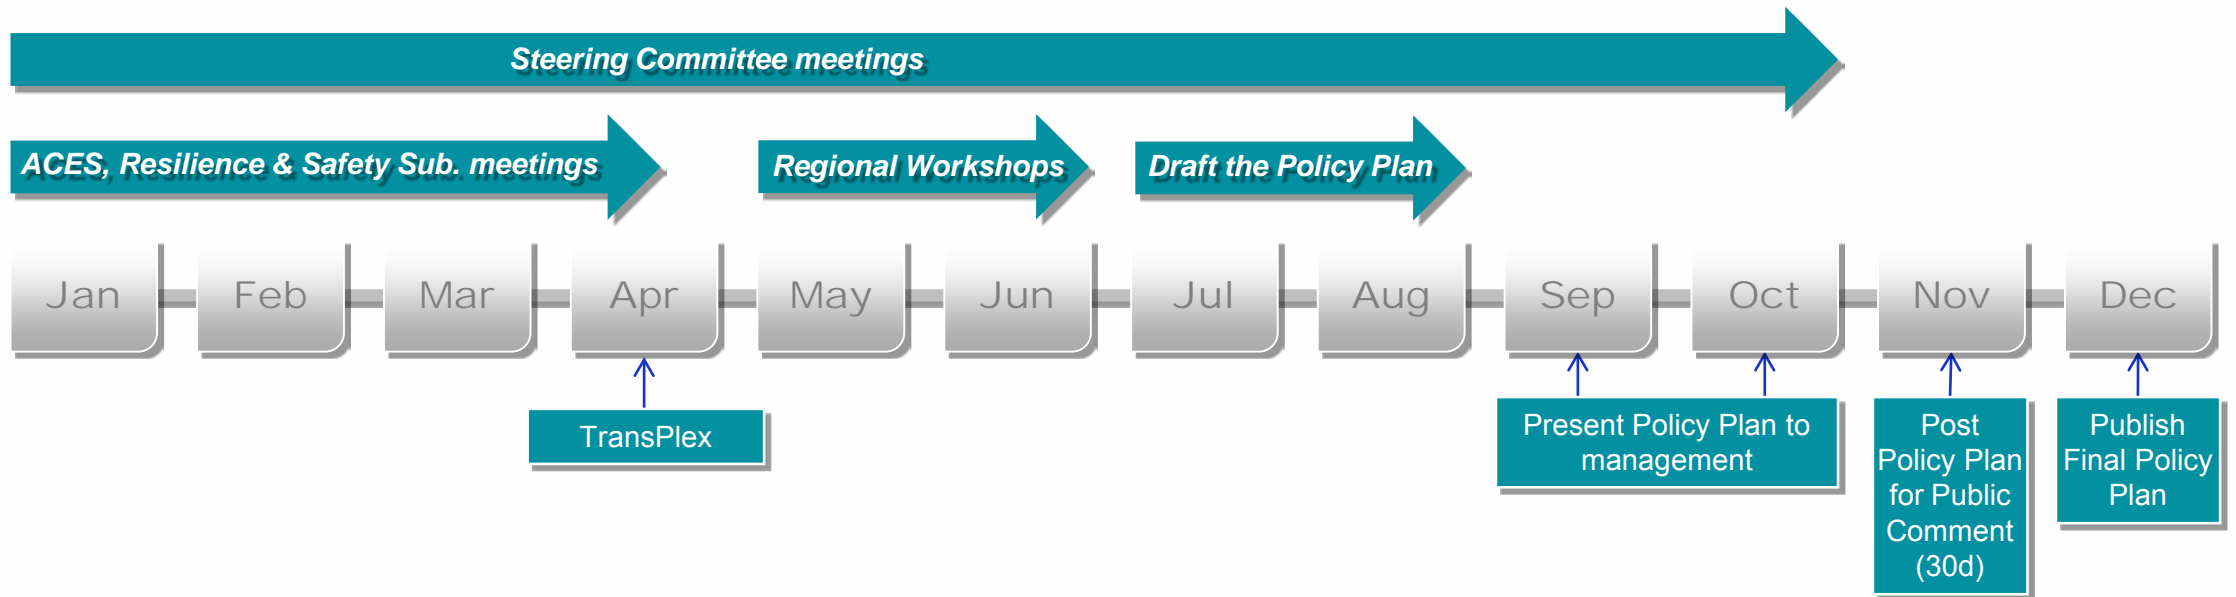 Steering Committee meetings
ACES, Resilience & Safety Sub. meetings
Regional Workshops
Draft the Policy Plan
Jan
Feb
Mar
Apr
May
Jun
Jul
Aug
Sep
Oct
Nov
Dec
TransPlex
Present Policy Plan to
management
Post
Policy Plan
for Public
Comment
(30d)
Publish
Final Policy
Plan